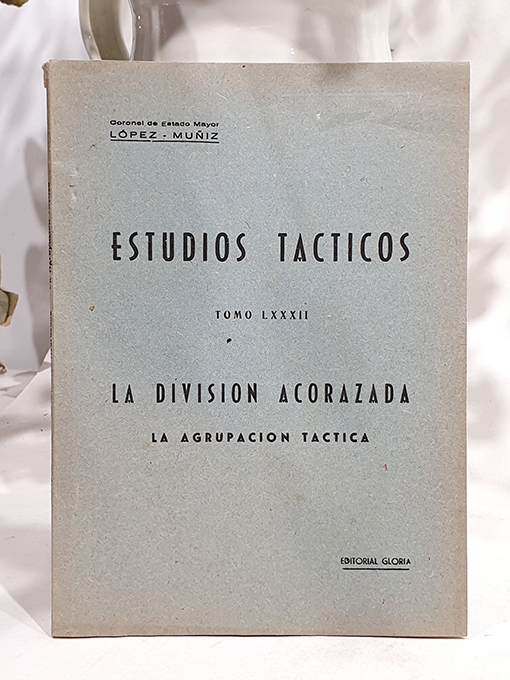 Coronel de Estado Mayor
LÓPEZ - MUÑIZ
ESTUDIOS TACTICOS
TOMO LXXXII
LA DIVISION ACORAZADA
LA AGRUPACION TACTICA
EDITORIAL GLORIA